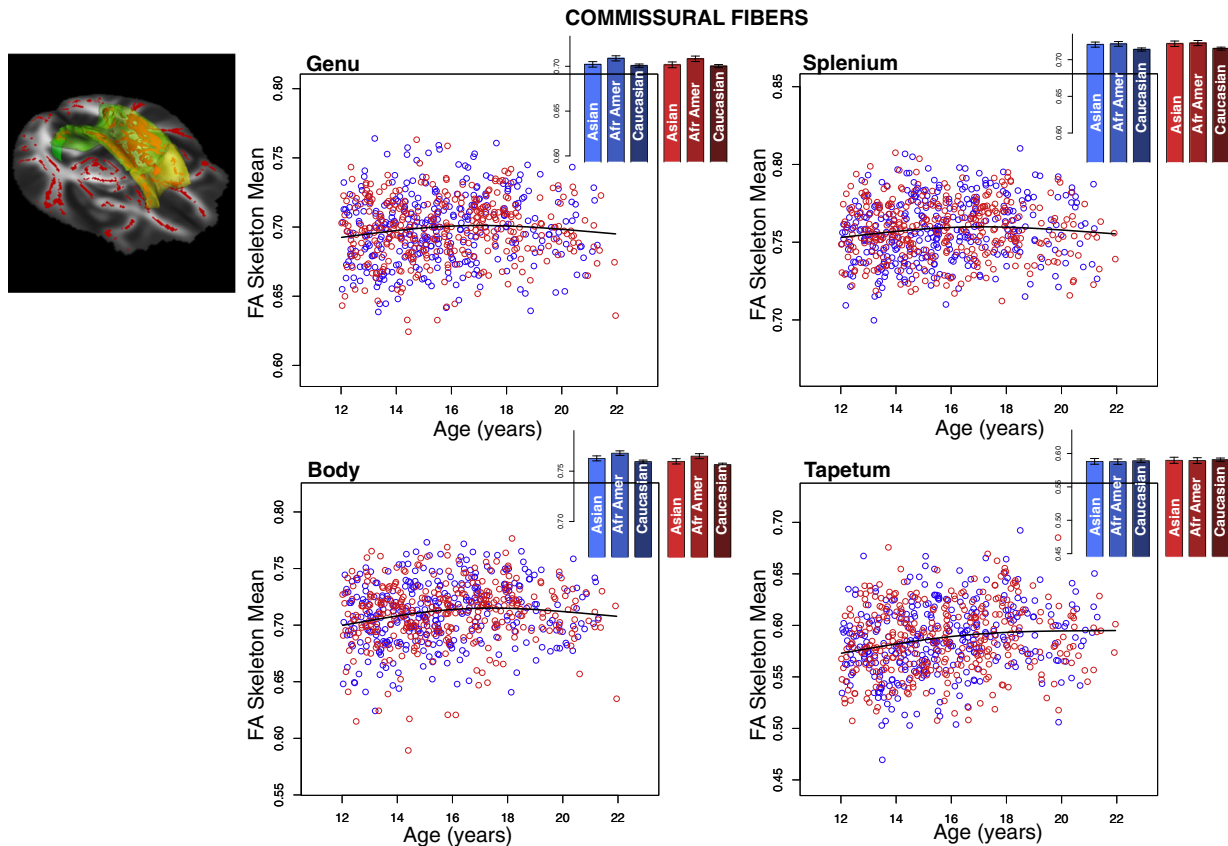 COMMISSURAL FIBERS
Genu
0.70
0.65
0.60
Asian
Afr Amer
Caucasian
Asian
Afr Amer
Caucasian
FA Skeleton Mean
0.80
0.75
0.70
0.65
0.60
12 14 16 18 20 22
Age (years)
Splenium
0.70
0.65
0.60
Asian
Afr Amer
Caucasian
Asian
Afr Amer
Caucasian
FA Skeleton Mean
0.85
0.80
0.75
0.70
12 14 16 18 20 22
Age (years)
Body
0.75
0.70
Asian
Afr Amer
Caucasian
Asian
Afr Amer
Caucasian
FA Skeleton Mean
0.80
0.75
0.70
0.65
0.60
0.55
12 14 16 18 20 22
Age (years)
Tapetum
0.60
0.55
0.50
0.45
Asian
Afr Amer
Caucasian
Asian
Afr Amer
Caucasian
FA Skeleton Mean
0.70
0.65
0.60
0.55
0.50
0.45
12 14 16 18 20 22
Age (years)